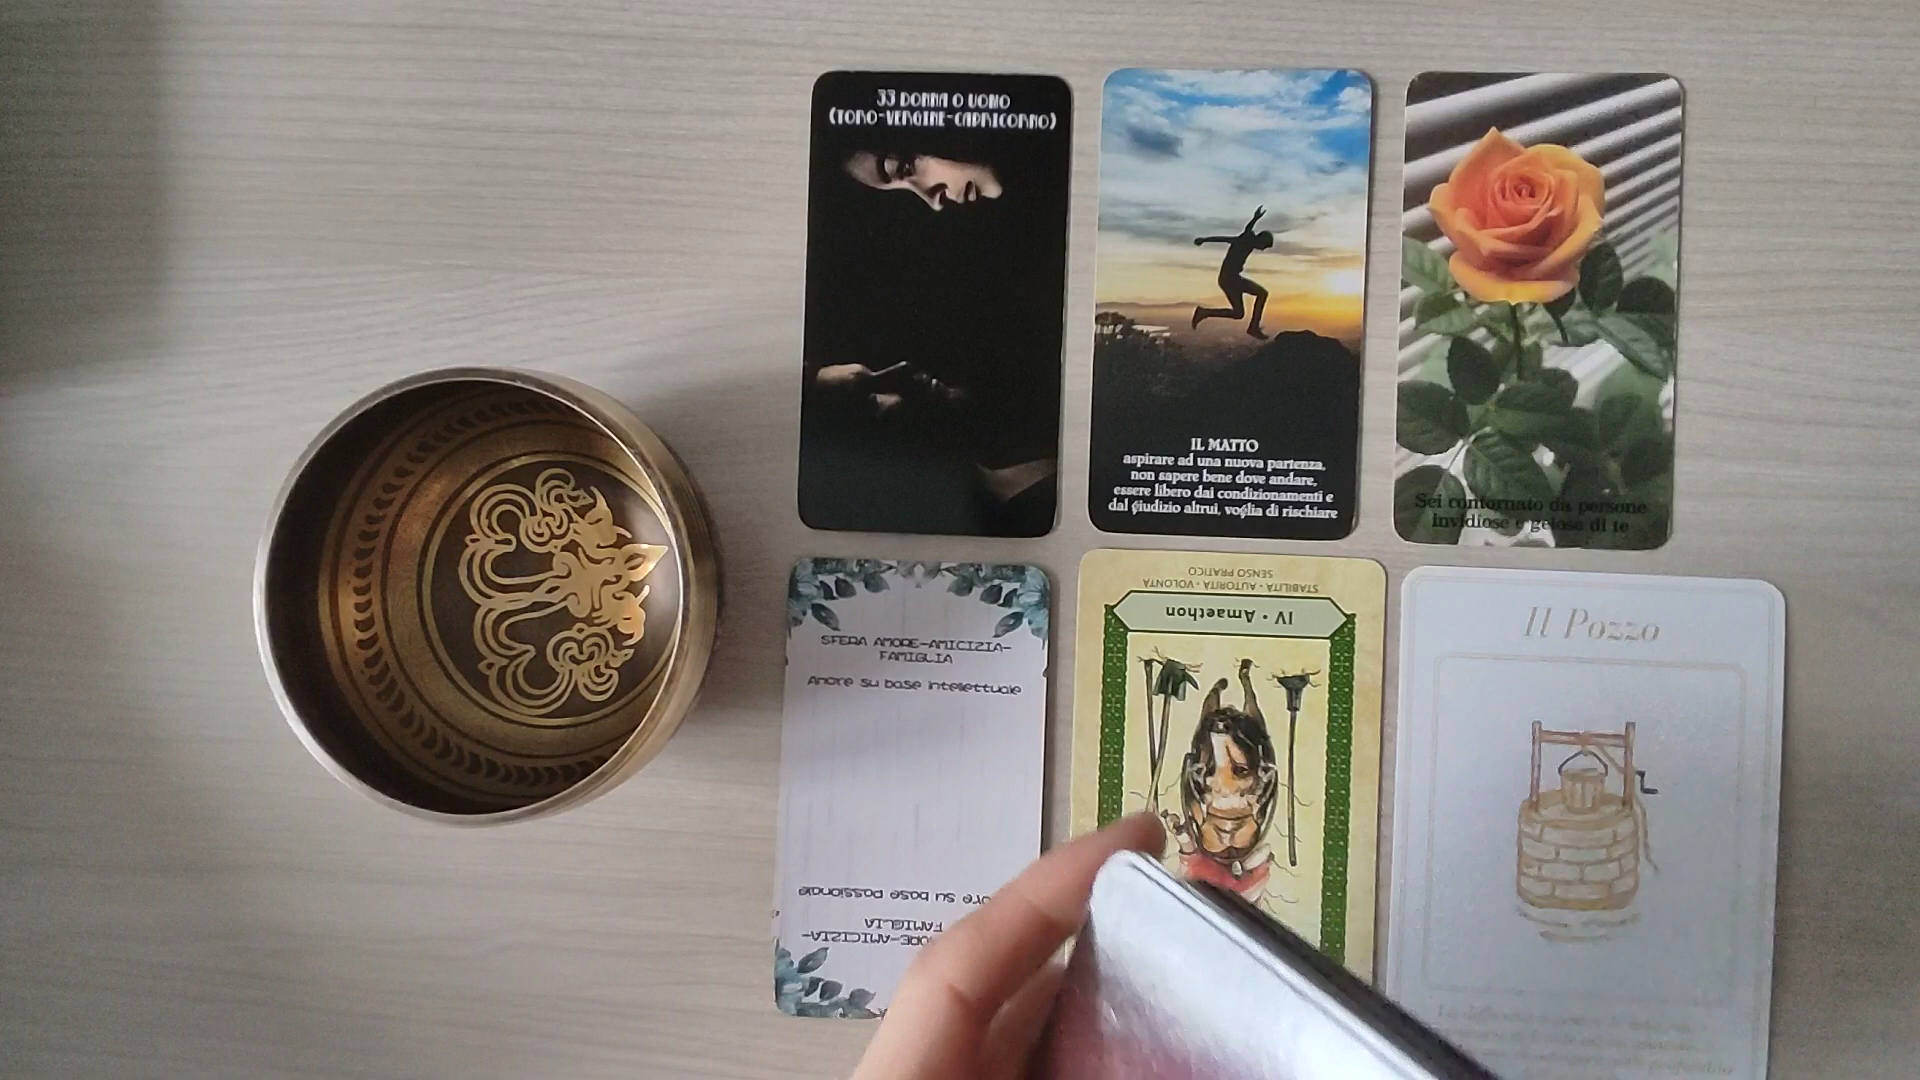 33 DONNA O UOMO
(TORO-VERGINE-CAPRICORNO)
IL MATTO
aspirare ad una nuova partenza,
non sapere bene dove andare,
essere libero dai condizionamenti e
dal giudizio altrui, voglia di rischiare
Sei contornato da persone
invidiose e gelose di te
SFERA AMORE-AMICIZIA-
FAMIGLIA
Amore su base intellettuale
su base passionale
FAMIGLIA
-AMICIZIA-
STABILITÀ • AUTORITÀ • VOLONTÀ
SENSO PRATICO
IV • Amaethon
Il Pozzo